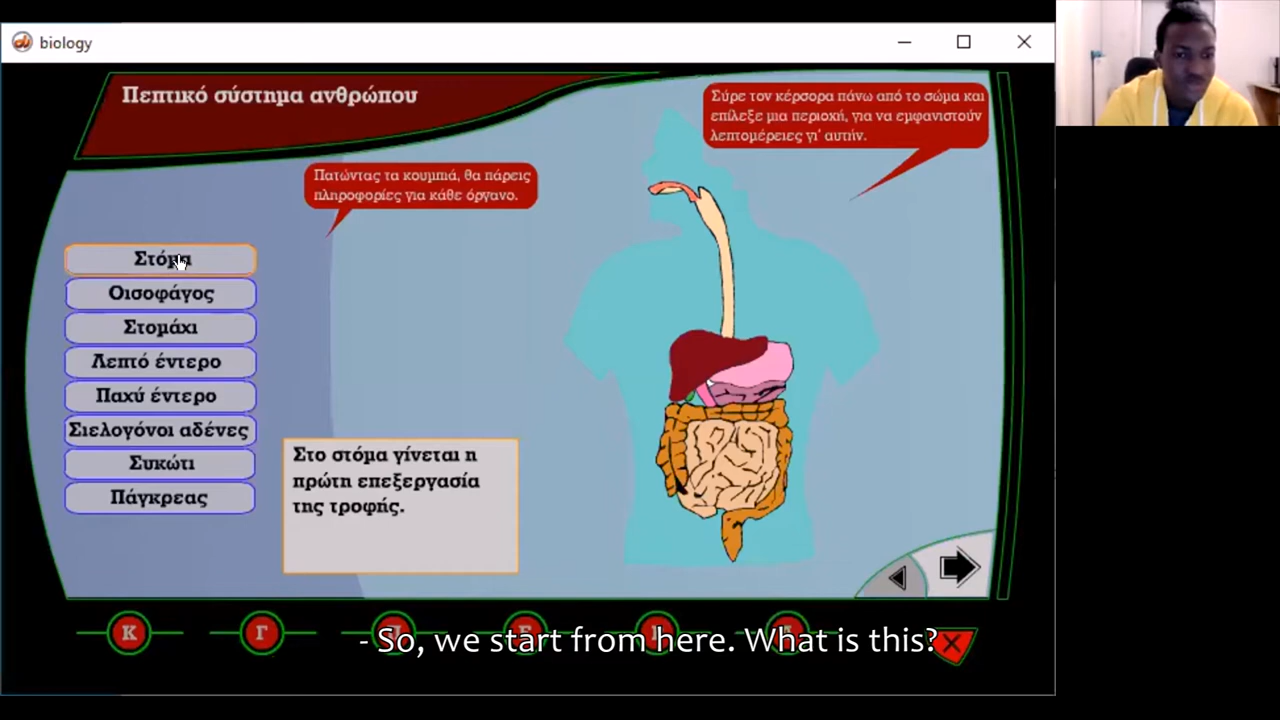 biology
Πεπτικό σύστημα ανθρώπου
Σύρε τον κέρσορα πάνω από το σώμα και
επίλεξε μια περιοχή, για να εμφανιστούν
λεπτομέρειες γι' αυτήν.
Πατώντας τα κουμπιά, θα πάρεις
πληροφορίες για κάθε όργανο.
Στόμα
Οισοφάγος
Στομάχι
Λεπτό έντερο
Παχύ έντερο
Σιελογόνοι αδένες
Συκώτι
Πάγκρεας
Στο στόμα γίνεται η
πρώτη επεξεργασία
της τροφής.
Κ Γ
- So, we start from here. What is this?